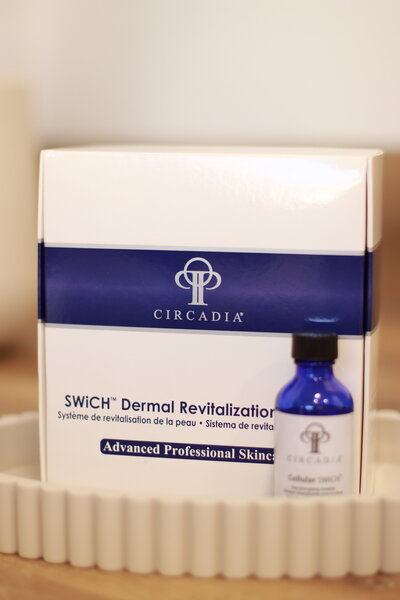 CIRCADIA®
SWiCH™ Dermal Revitalization
Système de revitalisation de la peau • Sistema de revita
Advanced Professional Skinca
CIRCADIA
Cellular SWiCH